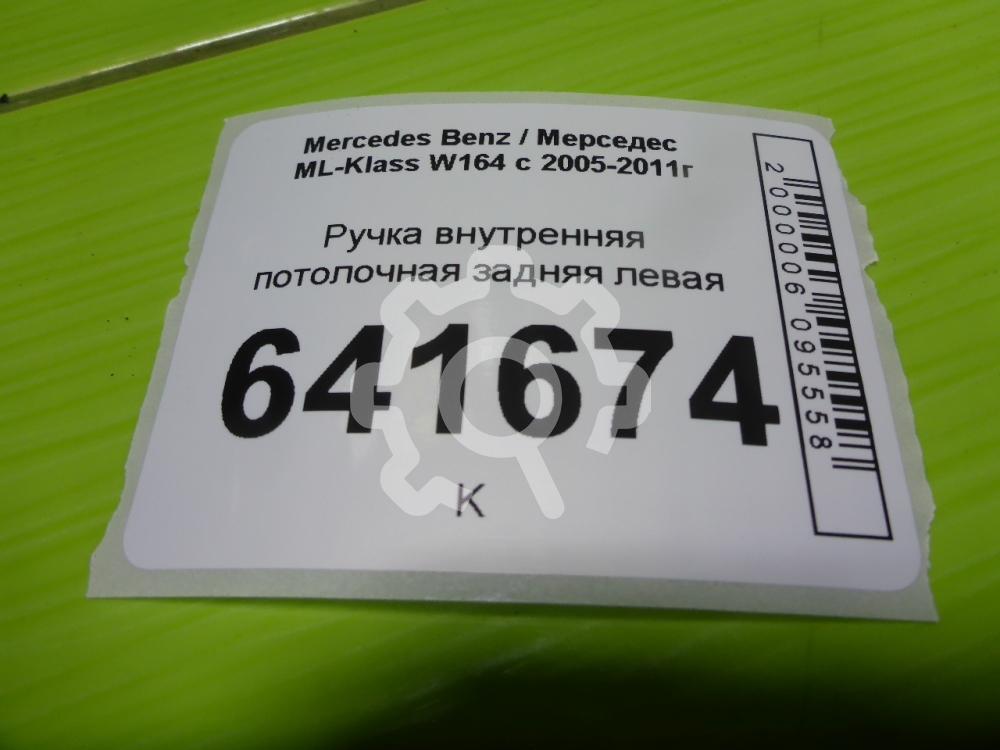 Mercedes Benz / Мерседес
ML-Klass W164 с 2005-2011г
Ручка внутренняя
потолочная задняя левая
641674
К
2000006095558